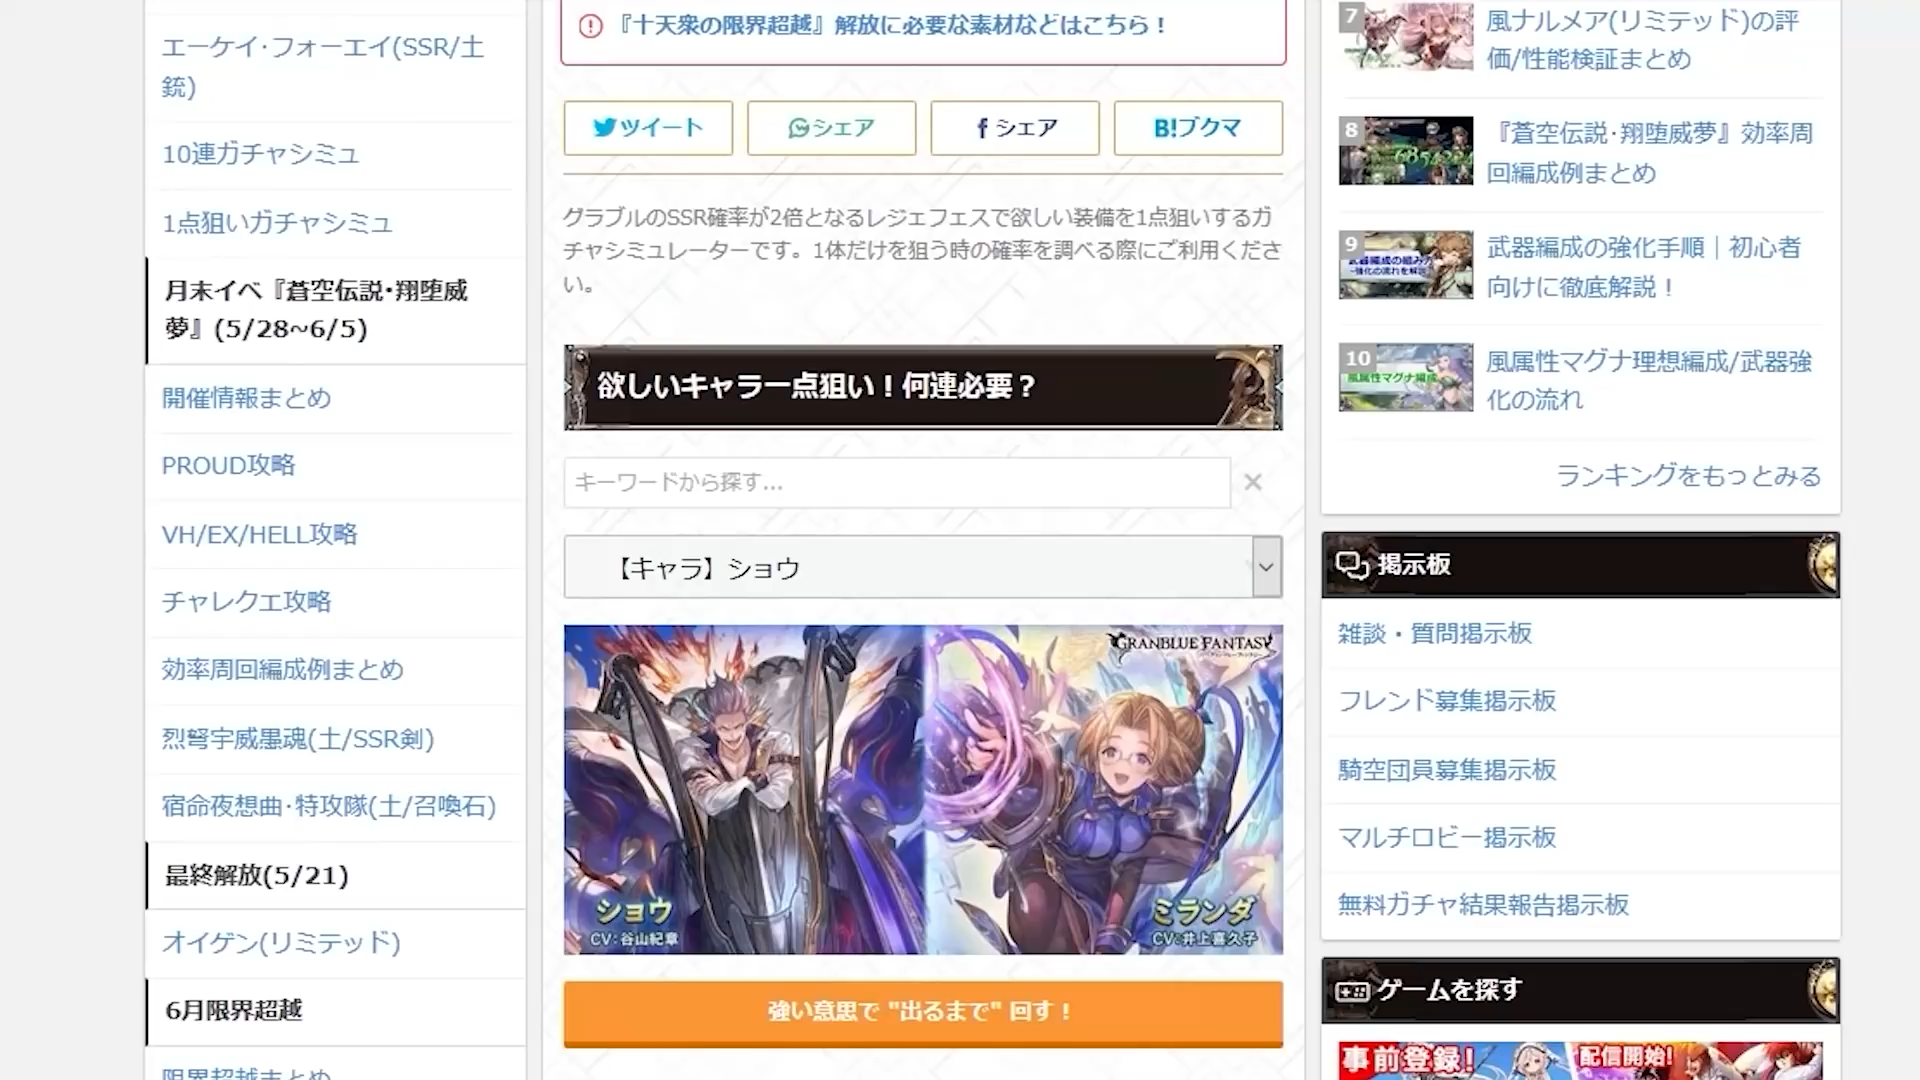 エーケイ·フォーエイ(SSR/土
銃)
10連ガチャシミュ
1点狙いガチャシミュ
月末イベ『蒼空伝説·翔堕威
夢』(5/28~6/5)
開催情報まとめ
PROUD攻略
VH/EX/HELL攻略
チャレクエ攻略
効率周回編成例まとめ
烈弩宇威愚魂(土/SSR剣)
宿命夜想曲·特攻隊(土/召喚石)
最終解放(5/21)
オイゲン(リミテッド)
6月限界超越
限界超越まとめ
『十天衆の限界超越』解放に必要な素材などはこちら！
ツイート
シェア
シェア
B!ブクマ
グラブルのSSR確率が2倍となるレジェフェスで欲しい装備を1点狙いするガ
チャシミュレーターです。1体だけを狙う時の確率を調べる際にご利用くださ
い。
欲しいキャラ一点狙い！何連必要？
キーワードから探す...
【キャラ】ショウ
GRANBLUE FANTASY
ショウ
CV:谷山紀章
ミランダ
CV:井上喜久子
強い意思で "出るまで" 回す！
7
風ナルメア(リミテッド)の評
価/性能検証まとめ
8
『蒼空伝説·翔堕威夢』効率周
回編成例まとめ
9
武器編成の組み方
武器編成の強化手順｜初心者
向けに徹底解説！
10
風属性マグナ編成
風属性マグナ理想編成/武器強
化の流れ
ランキングをもっとみる
掲示板
雑談・質問掲示板
フレンド募集掲示板
騎空団員募集掲示板
マルチロビー掲示板
無料ガチャ結果報告掲示板
ゲームを探す
事前登録!
配信開始!